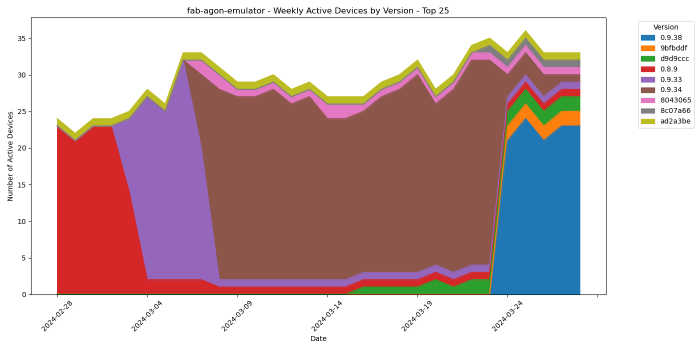 fab-agon-emulator - Weekly Active Devices by Version - Top 25
Number of Active Devices
35
30
25
20
15
10
5
0
2024-02-28
2024-03-04
2024-03-09
2024-03-14
2024-03-19
2024-03-24
Date
Version
0.9.38
9bfbddf
d9d9ccc
0.8.9
0.9.33
0.9.34
8043065
8c07a66
ad2a3be